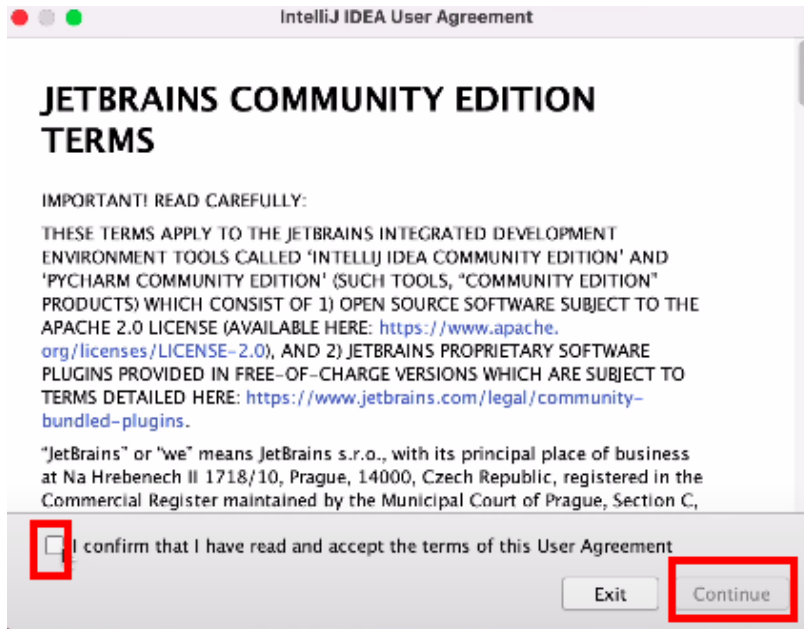 IntelliJ IDEA User Agreement
JETBRAINS COMMUNITY EDITION
TERMS
IMPORTANT! READ CAREFULLY:
THESE TERMS APPLY TO THE JETBRAINS INTEGRATED DEVELOPMENT
ENVIRONMENT TOOLS CALLED ‘INTELLIJ IDEA COMMUNITY EDITION’ AND
‘PYCHARM COMMUNITY EDITION’ (SUCH TOOLS, “COMMUNITY EDITION”
PRODUCTS) WHICH CONSIST OF 1) OPEN SOURCE SOFTWARE SUBJECT TO THE
APACHE 2.0 LICENSE (AVAILABLE HERE: https://www.apache.
org/licenses/LICENSE-2.0), AND 2) JETBRAINS PROPRIETARY SOFTWARE
PLUGINS PROVIDED IN FREE-OF-CHARGE VERSIONS WHICH ARE SUBJECT TO
TERMS DETAILED HERE: https://www.jetbrains.com/legal/community-
bundled-plugins.
“JetBrains” or “we” means JetBrains s.r.o., with its principal place of business
at Na Hrebenech II 1718/10, Prague, 14000, Czech Republic, registered in the
Commercial Register maintained by the Municipal Court of Prague, Section C,
I confirm that I have read and accept the terms of this User Agreement
Exit
Continue